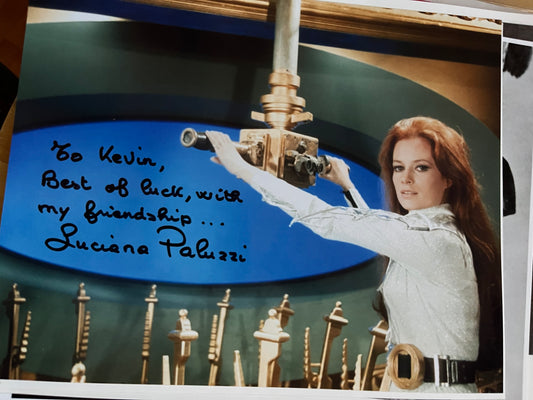 To Kevin,
Best of luck, with
my friendship...
Luciana Paluzzi